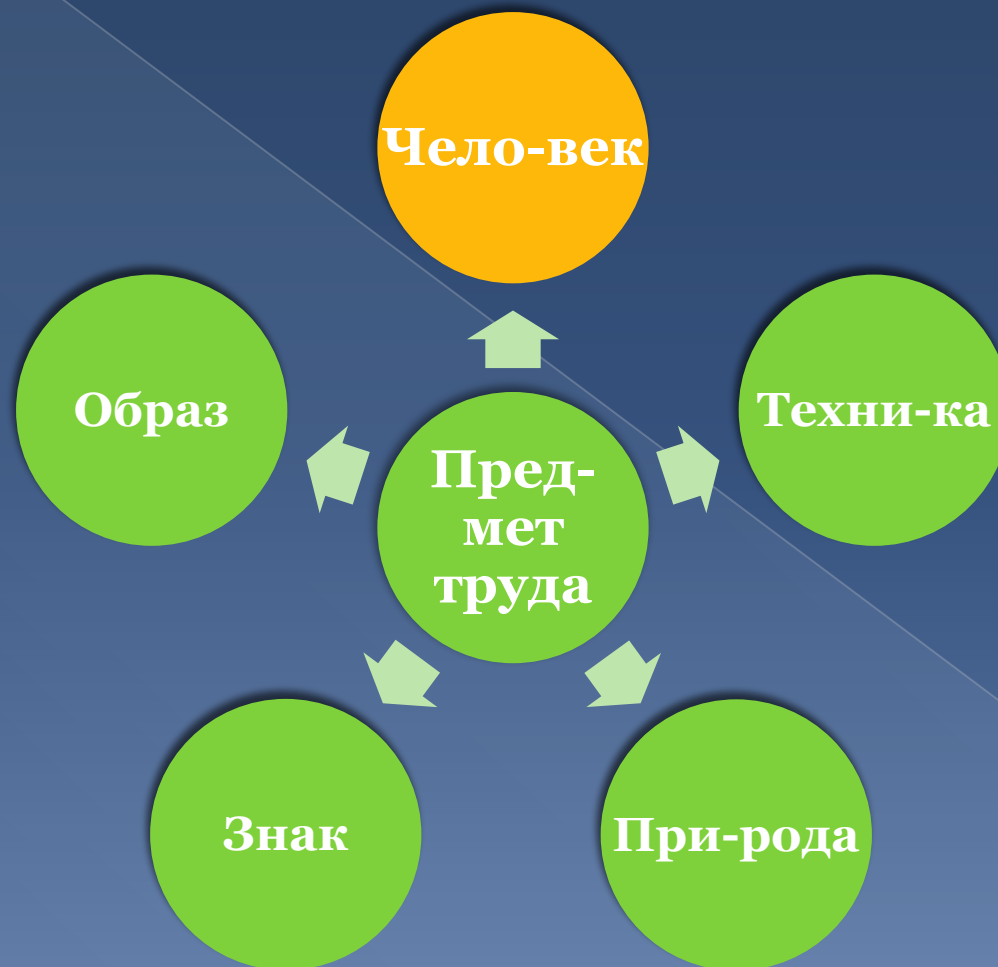 Чело-век
Образ
Техни-ка
Пред-
мет
труда
Знак
При-рода